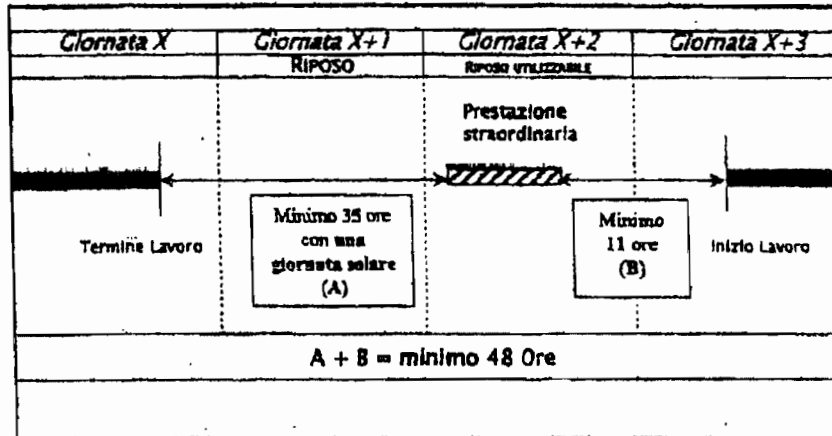 Giornata X Giornata X+1 Giornata X+2 Giornata X+3
RIPOSO RIPOSO UTILIZZABILE
Prestazione
straordinaria
Minimo 35 ore
con una
giornata solare
(A)
Minimo
11 ore
(B)
Termine Lavoro
Inizio Lavoro
A + B = minimo 48 Ore